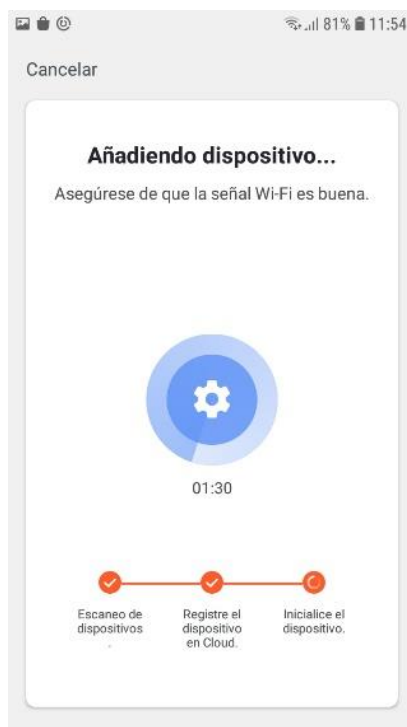 81% 11:54
Cancelar
Añadiendo dispositivo...
Asegúrese de que la señal Wi-Fi es buena.
01:30
Escaneo de
dispositivos
.
Registre el
dispositivo
en Cloud.
Inicialice el
dispositivo.